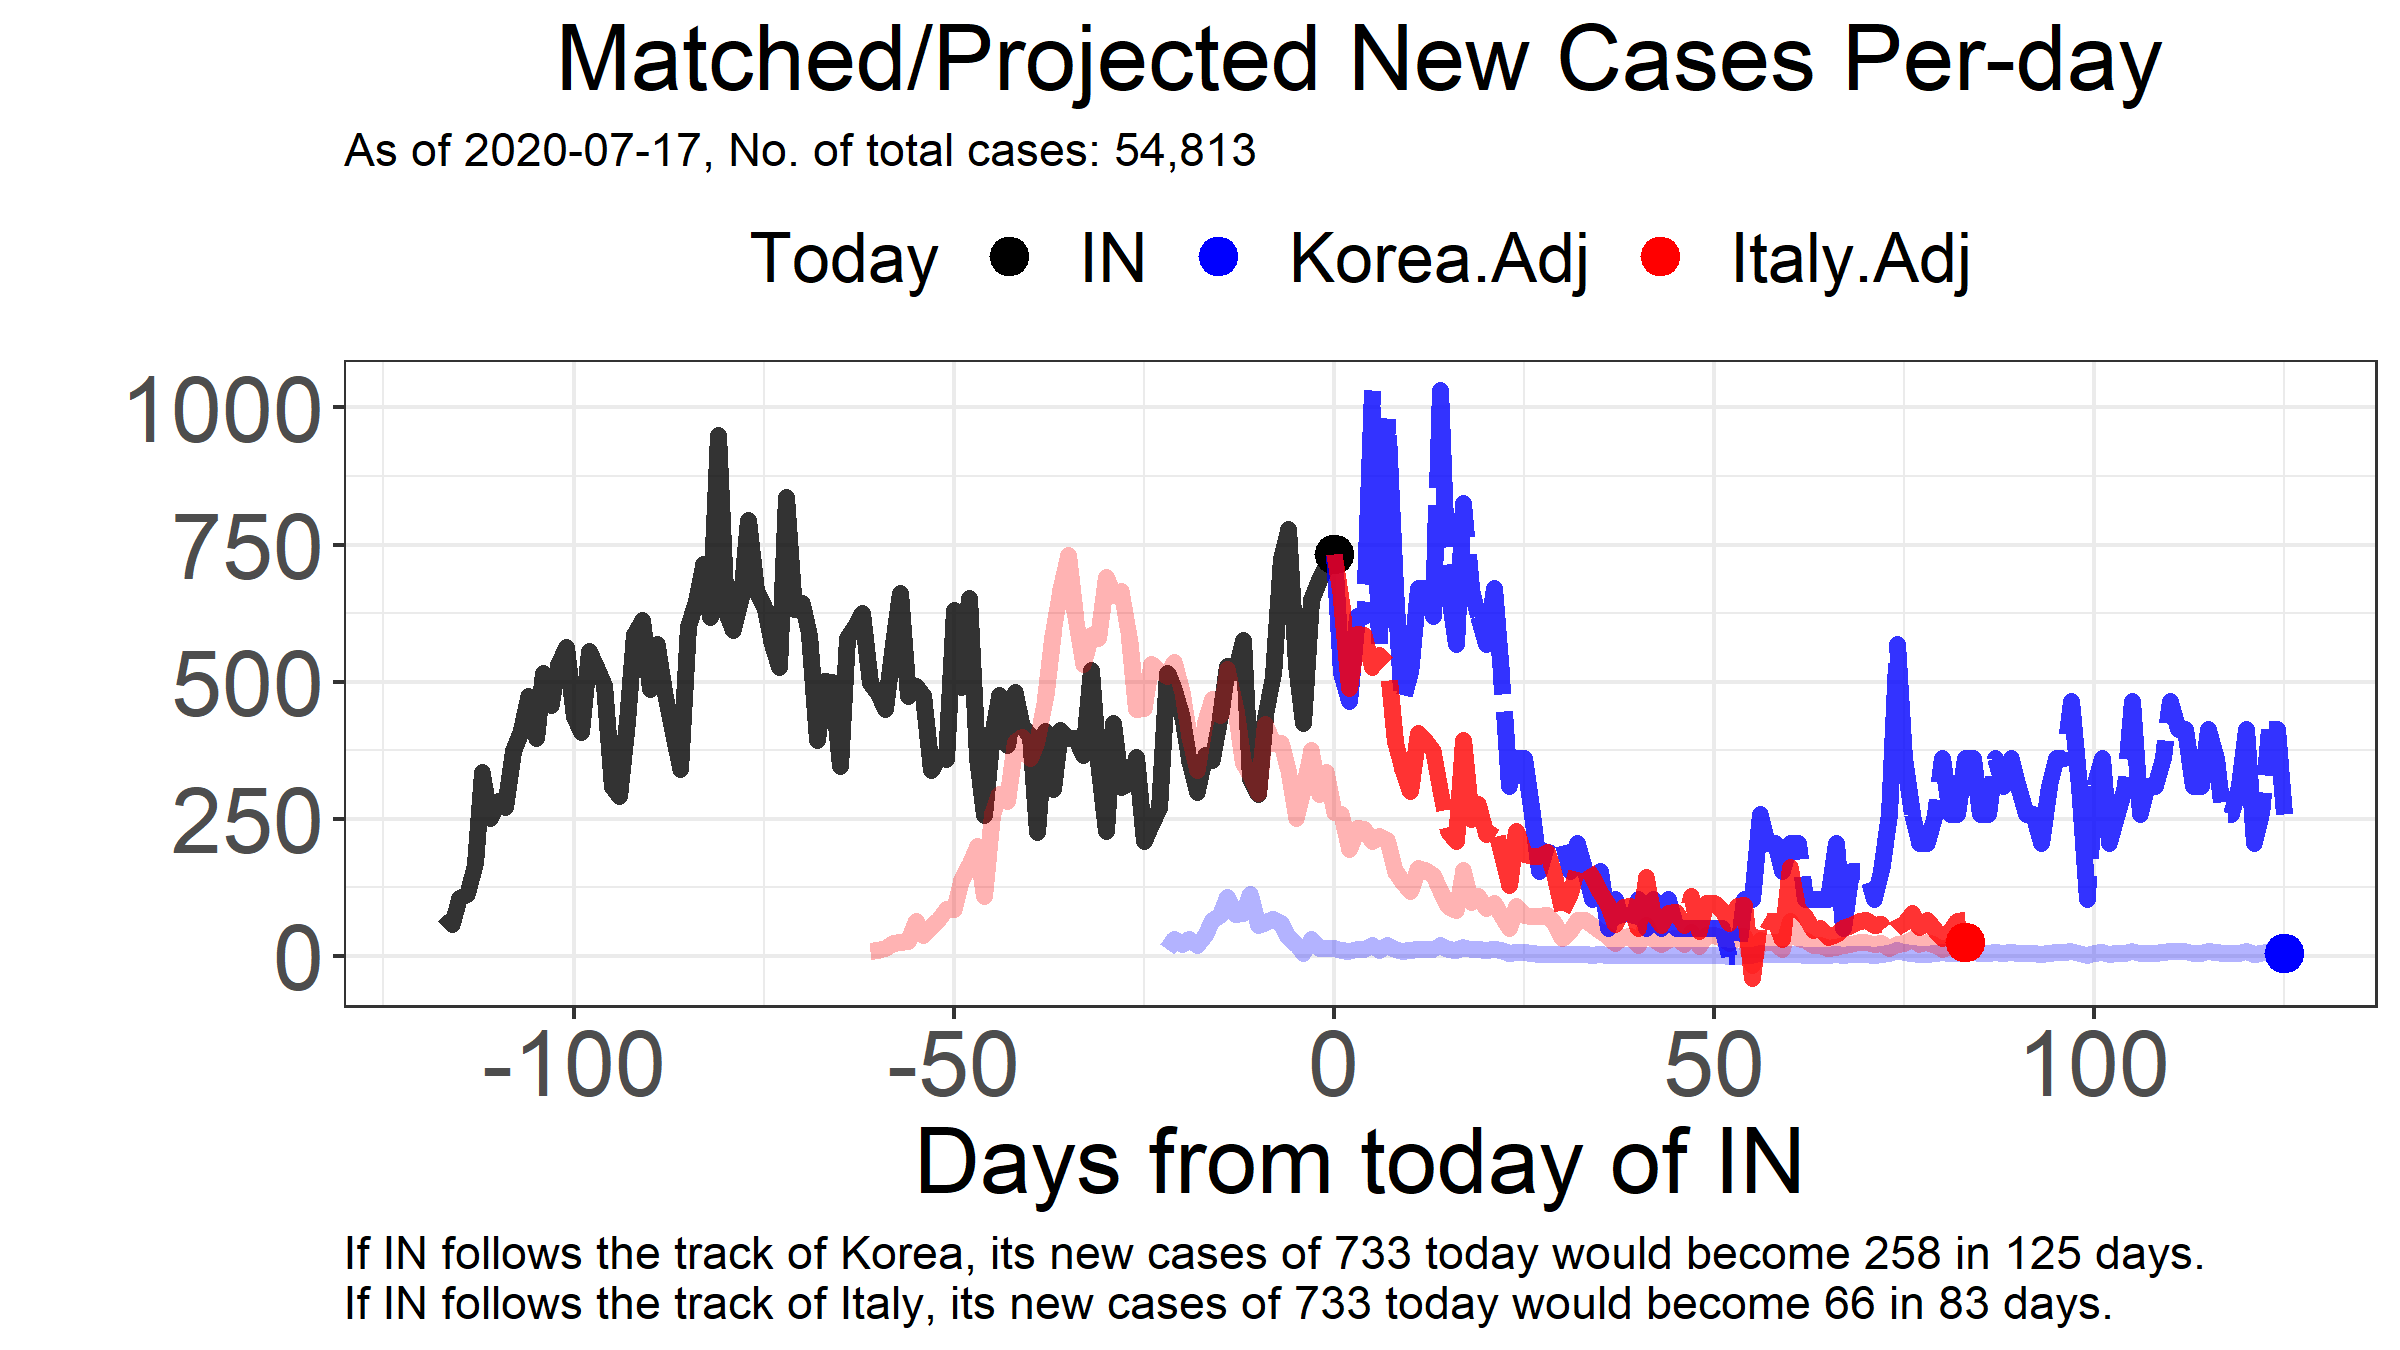 Matched/Projected New Cases Per-day
As of 2020-07-17, No. of total cases: 54,813
Today IN Korea.Adj Italy.Adj
1000
750
500
250
0
-100 -50 0 50 100
Days from today of IN
If IN follows the track of Korea, its new cases of 733 today would become 258 in 125 days.
If IN follows the track of Italy, its new cases of 733 today would become 66 in 83 days.